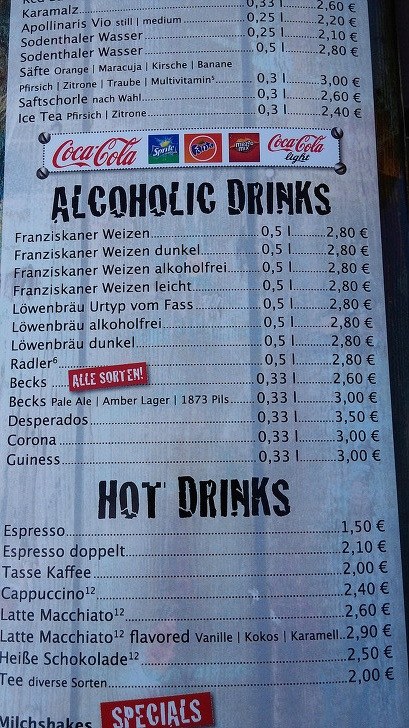 Karamalz 0,33 l 2,60 €
Apollinaris Vio still | medium 0,25 l 2,20 €
Sodenthaler Wasser 0,25 l 2,10 €
Sodenthaler Wasser 0,5 l 2,80 €
Säfte Orange | Maracuja | Kirsche | Banane
Pfirsich | Zitrone | Traube | Multivitamin⁵ 0,3 l 3,00 €
Saftschorle nach Wahl 0,3 l 2,60 €
Ice Tea Pfirsich | Zitrone 0,3 l 2,40 €
Coca-Cola Sprite Fanta mezzo mix Coca-Cola light
ALCOHOLIC DRINKS
Franziskaner Weizen 0,5 l 2,80 €
Franziskaner Weizen dunkel 0,5 l 2,80 €
Franziskaner Weizen alkoholfrei 0,5 l 2,80 €
Franziskaner Weizen leicht 0,5 l 2,80 €
Löwenbräu Urtyp vom Fass 0,5 l 2,80 €
Löwenbräu alkoholfrei 0,5 l 2,80 €
Löwenbräu dunkel 0,5 l 2,80 €
Radler⁶ 0,5 l 2,80 €
Becks ALLE SORTEN! 0,33 l 2,60 €
Becks Pale Ale | Amber Lager | 1873 Pils 0,33 l 3,00 €
Desperados 0,33 l 3,50 €
Corona 0,33 l 3,00 €
Guiness 0,33 l 3,00 €
HOT DRINKS
Espresso 1,50 €
Espresso doppelt 2,10 €
Tasse Kaffee 2,00 €
Cappuccino¹² 2,40 €
Latte Macchiato¹² 2,60 €
Latte Macchiato¹² flavored Vanille | Kokos | Karamell 2,90 €
Heiße Schokolade¹² 2,50 €
Tee diverse Sorten 2,00 €
SPECIALS
Milchshakes